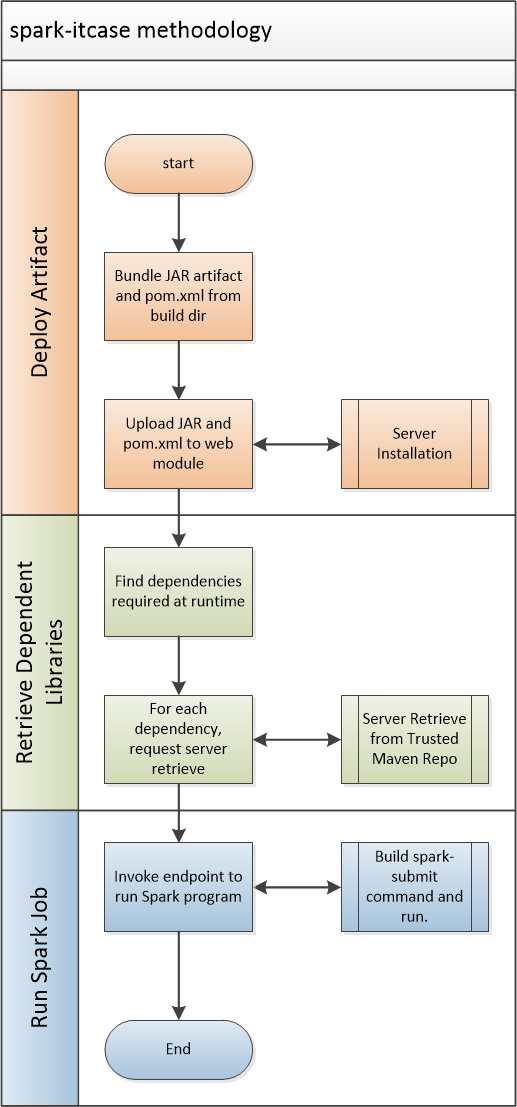 spark-itcase methodology
Deploy Artifact
start
Bundle JAR artifact
and pom.xml from
build dir
Upload JAR and
pom.xml to web
module
Server
Installation
Retrieve Dependent
Libraries
Find dependencies
required at runtime
For each
dependency,
request server
retrieve
Server Retrieve
from Trusted
Maven Repo
Run Spark Job
Invoke endpoint to
run Spark program
Build spark-
submit
command and
run.
End